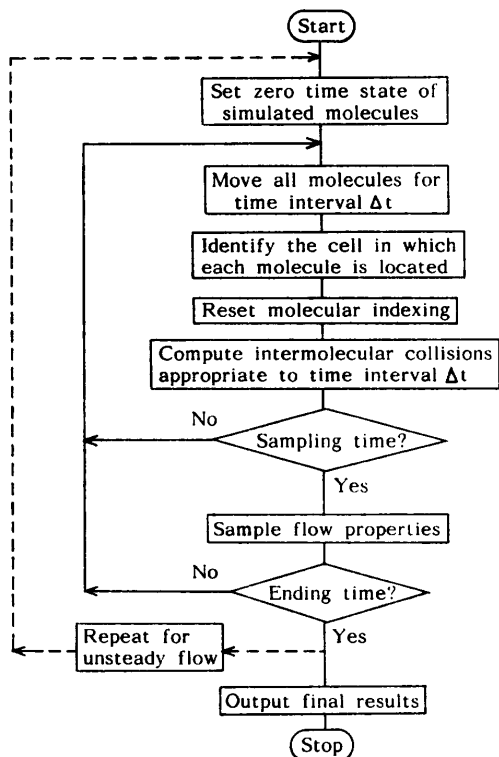 Start
Set zero time state of
simulated molecules
Move all molecules for
time interval Δt
Identify the cell in which
each molecule is located
Reset molecular indexing
Compute intermolecular collisions
appropriate to time interval Δt
No
Sampling time?
Yes
Sample flow properties
No
Ending time?
Yes
Repeat for
unsteady flow
Output final results
Stop